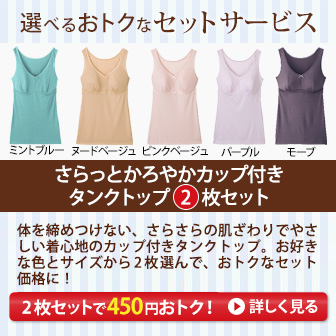 選べるおトクなセットサービス
ミントブルー ヌードベージュ ピンクベージュ パープル モーブ
さらっとかろやかカップ付き
タンクトップ2枚セット
体を締めつけない、さらさらの肌ざわりでやさ
しい着心地のカップ付きタンクトップ。お好き
な色とサイズから2枚選んで、おトクなセット
価格に！
2枚セットで450円おトク！ 詳しく見る